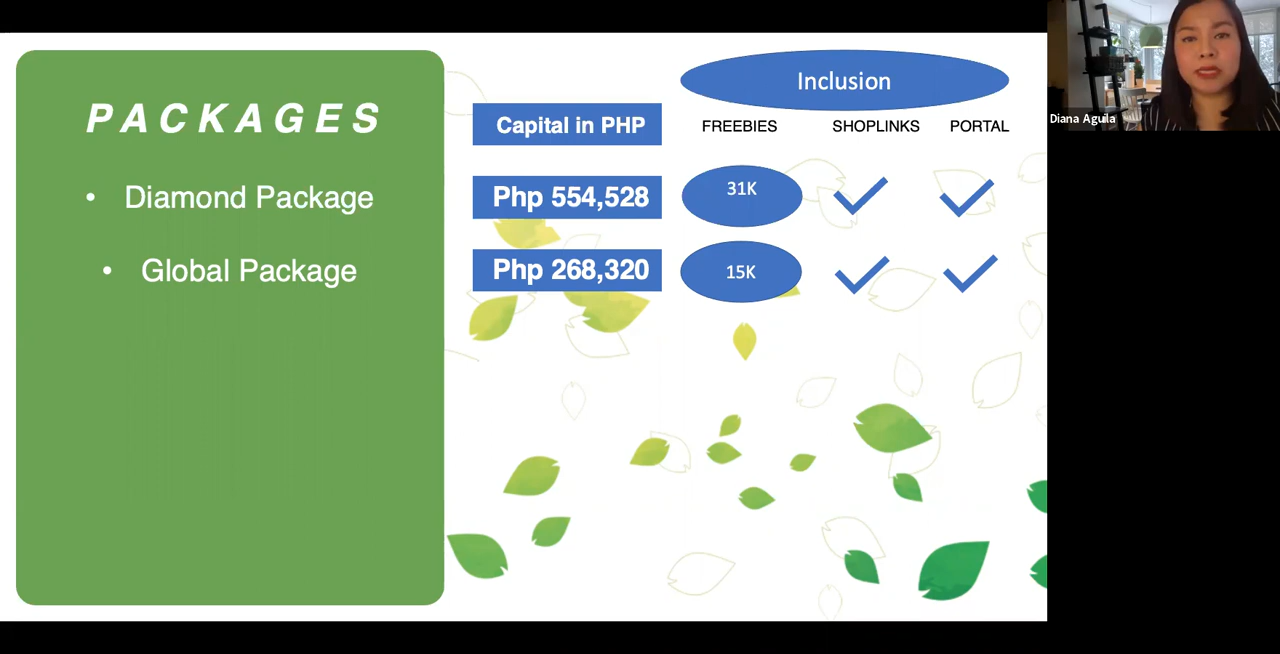 PACKAGES
• Diamond Package
• Global Package
Capital in PHP
Php 554,528
Php 268,320
Inclusion
FREEBIES SHOPLINKS PORTAL
31K
15K
Diana Aguila